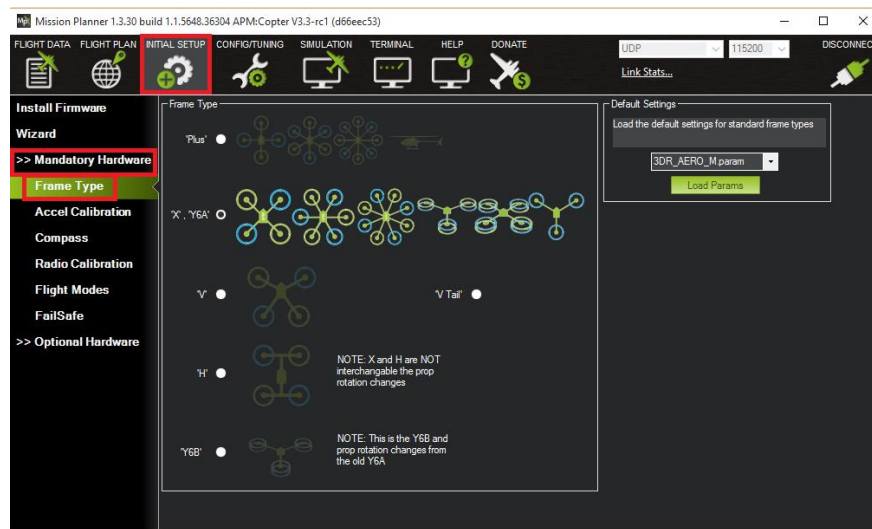 Mission Planner 1.3.30 build 1.1.5648.36304 APM:Copter V3.3-rc1 (d66eec53)
FLIGHT DATA FLIGHT PLAN INITIAL SETUP CONFIG/TUNING SIMULATION TERMINAL HELP DONATE
UDP 115200 DISCONNEC
Link Stats...
Install Firmware
Wizard
>> Mandatory Hardware
Frame Type
Accel Calibration
Compass
Radio Calibration
Flight Modes
FailSafe
>> Optional Hardware
Frame Type
'Plus'
'X', 'Y6A'
'V'
'V Tail'
'H'
NOTE: X and H are NOT
interchangable the prop
rotation changes
'Y6B'
NOTE: This is the Y6B and
prop rotation changes from
the old Y6A
Default Settings
Load the default settings for standard frame types
3DR_AERO_M.param
Load Params